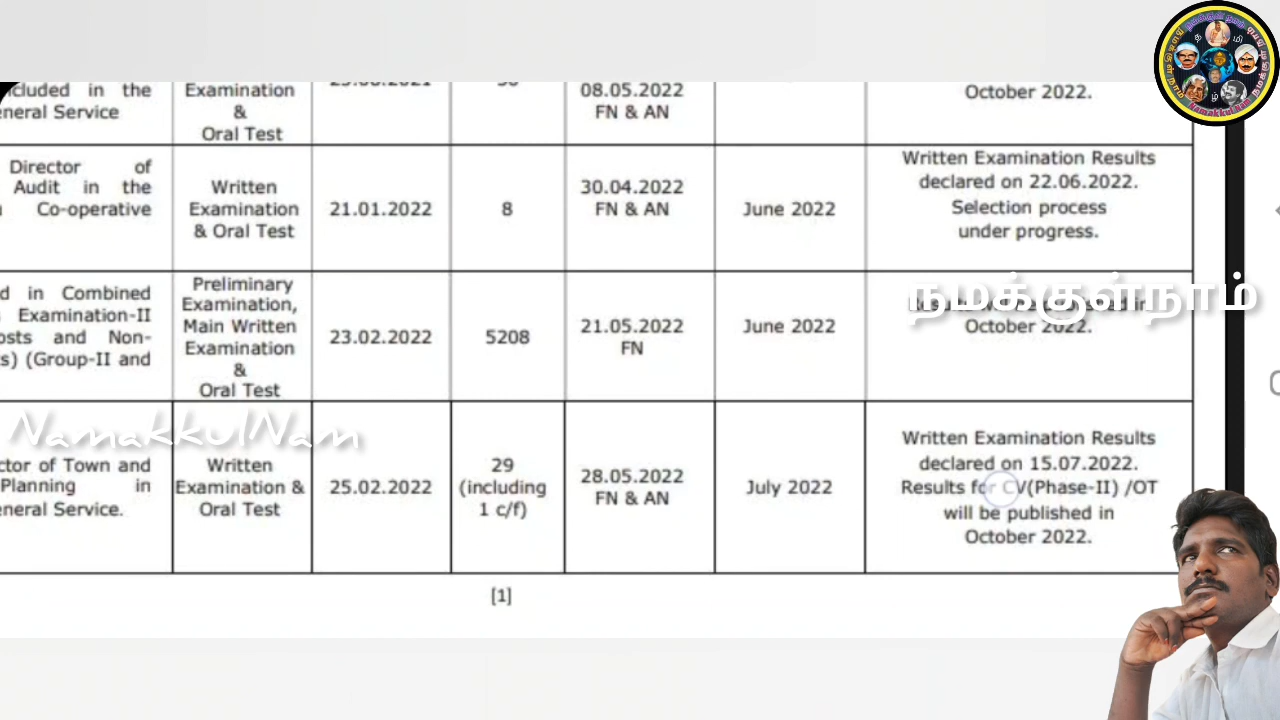 ncluded in the
eneral Service
Examination
&
Oral Test
08.05.2022
FN & AN
October 2022.
Director of
Audit in the
Co-operative
Written
Examination
& Oral Test
21.01.2022
8
30.04.2022
FN & AN
June 2022
Written Examination Results
declared on 22.06.2022.
Selection process
under progress.
d in Combined
Examination-II
osts and Non-
s) (Group-II and
Preliminary
Examination,
Main Written
Examination
&
Oral Test
23.02.2022
5208
21.05.2022
FN
June 2022
October 2022.
நமக்குள்நாம்
NamakkulNam
ctor of Town and
Planning in
eneral Service.
Written
Examination &
Oral Test
25.02.2022
29
(including
1 c/f)
28.05.2022
FN & AN
July 2022
Written Examination Results
declared on 15.07.2022.
Results for CV(Phase-II) /OT
will be published in
October 2022.
[1]